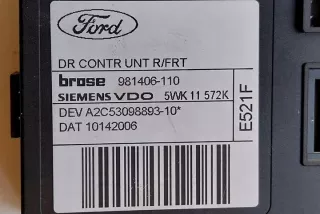 Ford
DR CONTR UNT R/FRT
brose 981406-110
SIEMENS VDO 5WK 11 572K
DEV A2C53098893-10*
DAT 10142006
E521F